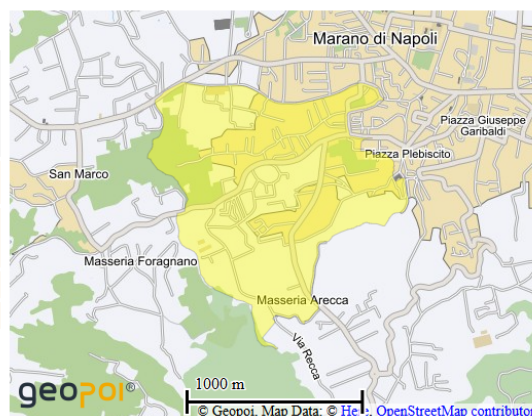 Marano di Napoli
Piazza Giuseppe
Garibaldi
Piazza Plebiscito
San Marco
Masseria Foragnano
Masseria Arecca
Via Recca
geopoi®
1000 m
© Geopoi, Map Data: © Here, OpenStreetMap contributor